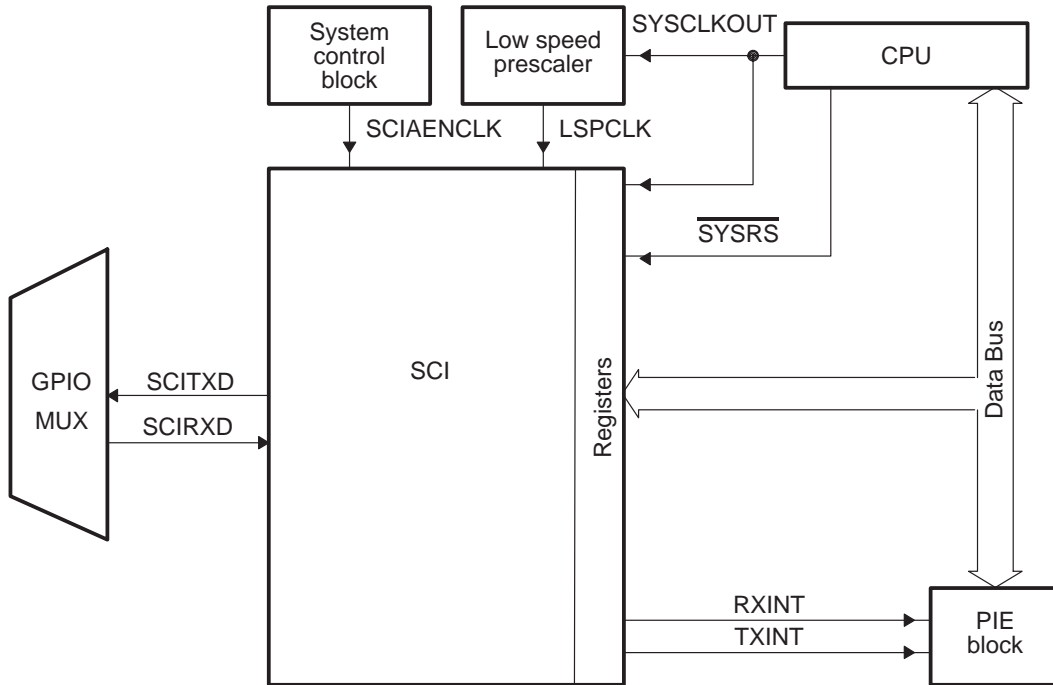 System
control
block
Low speed
prescaler
SYSCLKOUT
CPU
SCIAENCLK
LSPCLK
SYSRS
GPIO
MUX
SCITXD
SCIRXD
SCI
Registers
Data Bus
RXINT
TXINT
PIE
block